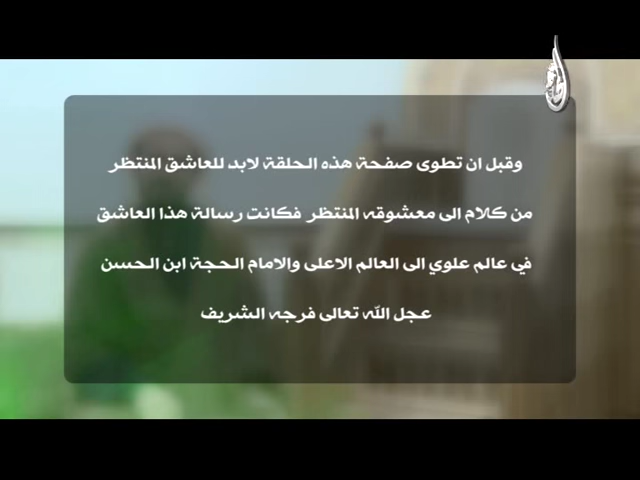 وقبل ان تطوى صفحة هذه الحلقة لابد للعاشق المنتظر
من كلام الى معشوقه المنتظر فكانت رسالة هذا العاشق
في عالم علوي الى العالم الاعلى والامام الحجة ابن الحسن
عجل الله تعالى فرجه الشريف